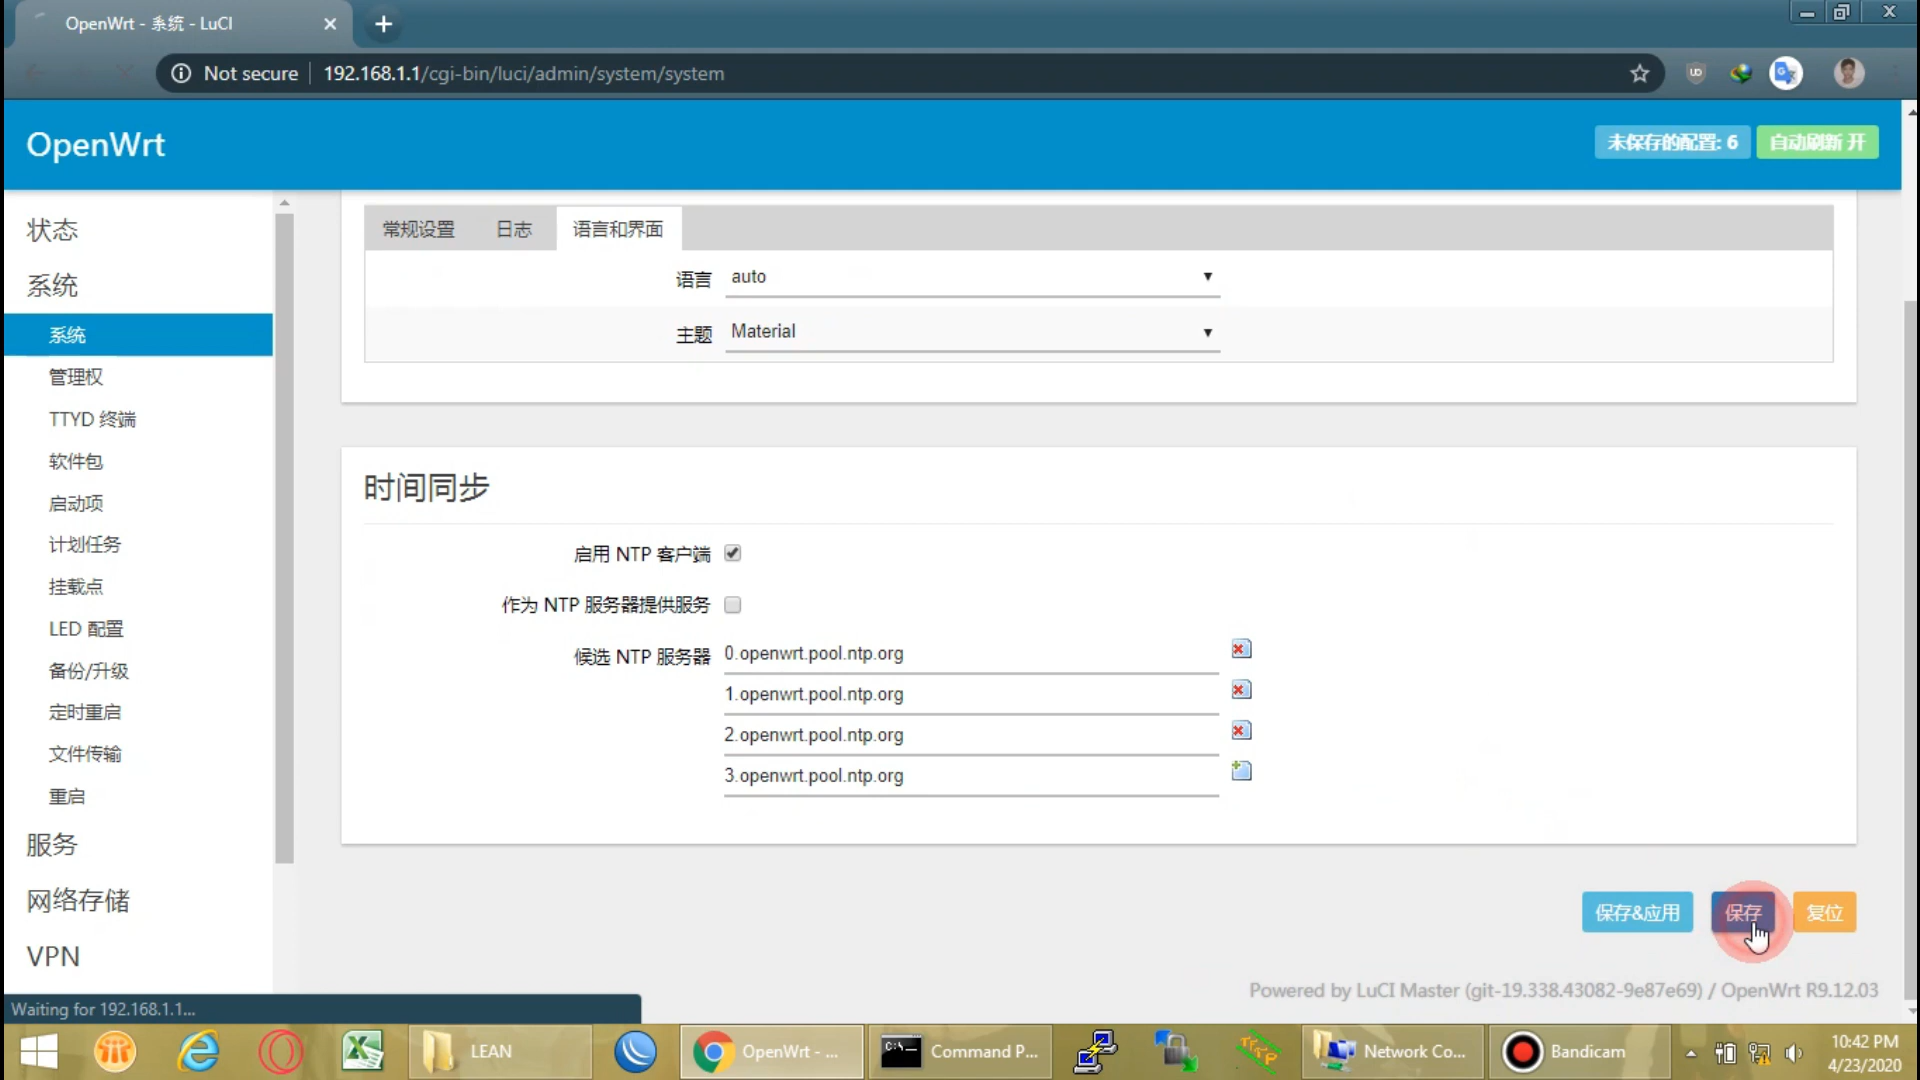 OpenWrt - 系统 - LuCI
Not secure 192.168.1.1/cgi-bin/luci/admin/system/system
OpenWrt
未保存的配置: 6 自动刷新 开
状态
系统
系统
管理权
TTYD 终端
软件包
启动项
计划任务
挂载点
LED 配置
备份/升级
定时重启
文件传输
重启
服务
网络存储
VPN
常规设置 日志 语言和界面
语言 auto
主题 Material
时间同步
启用 NTP 客户端
作为 NTP 服务器提供服务
候选 NTP 服务器 0.openwrt.pool.ntp.org
1.openwrt.pool.ntp.org
2.openwrt.pool.ntp.org
3.openwrt.pool.ntp.org
保存&应用 保存 复位
Powered by LuCI Master (git-19.338.43082-9e87e69) / OpenWrt R9.12.03
Waiting for 192.168.1.1...
LEAN OpenWrt - ... Command P... Network Co... Bandicam
10:42 PM
4/23/2020